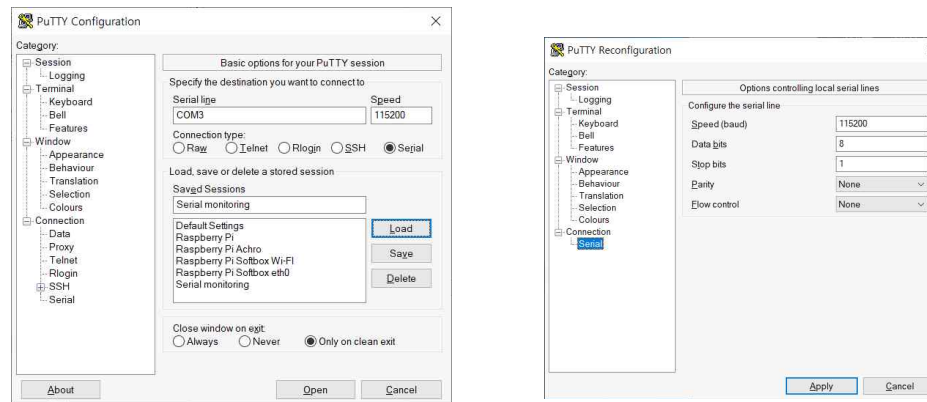 PuTTY Configuration
Category:
Session
Logging
Terminal
Keyboard
Bell
Features
Window
Appearance
Behaviour
Translation
Selection
Colours
Connection
Data
Proxy
Telnet
Rlogin
SSH
Serial
Basic options for your PuTTY session
Specify the destination you want to connect to
Serial line Speed
COM3 115200
Connection type:
Raw Telnet Rlogin SSH Serial
Load, save or delete a stored session
Saved Sessions
Serial monitoring
Default Settings
Raspberry Pi
Raspberry Pi Achro
Raspberry Pi Softbox Wi-FI
Raspberry Pi Softbox eth0
Serial monitoring
Load
Save
Delete
Close window on exit:
Always Never Only on clean exit
About Open Cancel
PuTTY Reconfiguration
Category:
Session
Logging
Terminal
Keyboard
Bell
Features
Window
Appearance
Behaviour
Translation
Selection
Colours
Connection
Serial
Options controlling local serial lines
Configure the serial line
Speed (baud) 115200
Data bits 8
Stop bits 1
Parity None
Flow control None
Apply Cancel